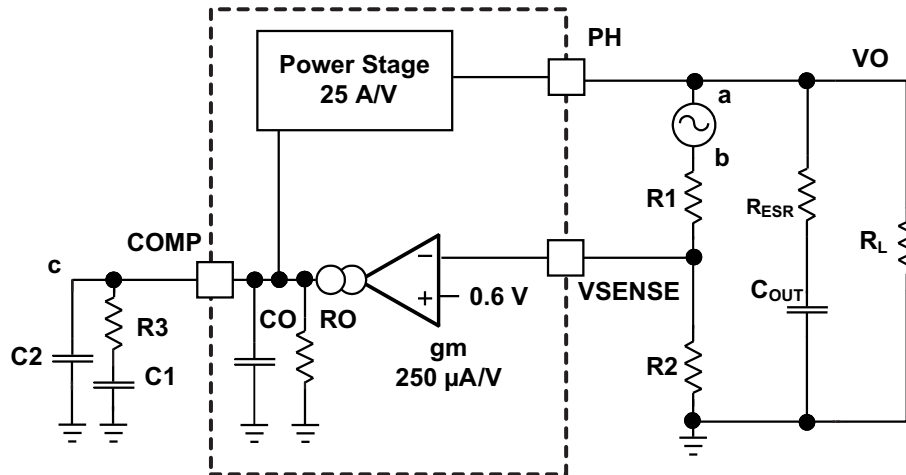 PH
VO
Power Stage
25 A/V
a
b
R1
RESR
RL
COMP
c
VSENSE
0.6 V
CO
RO
R3
C2
C1
gm
250 µA/V
R2
COUT